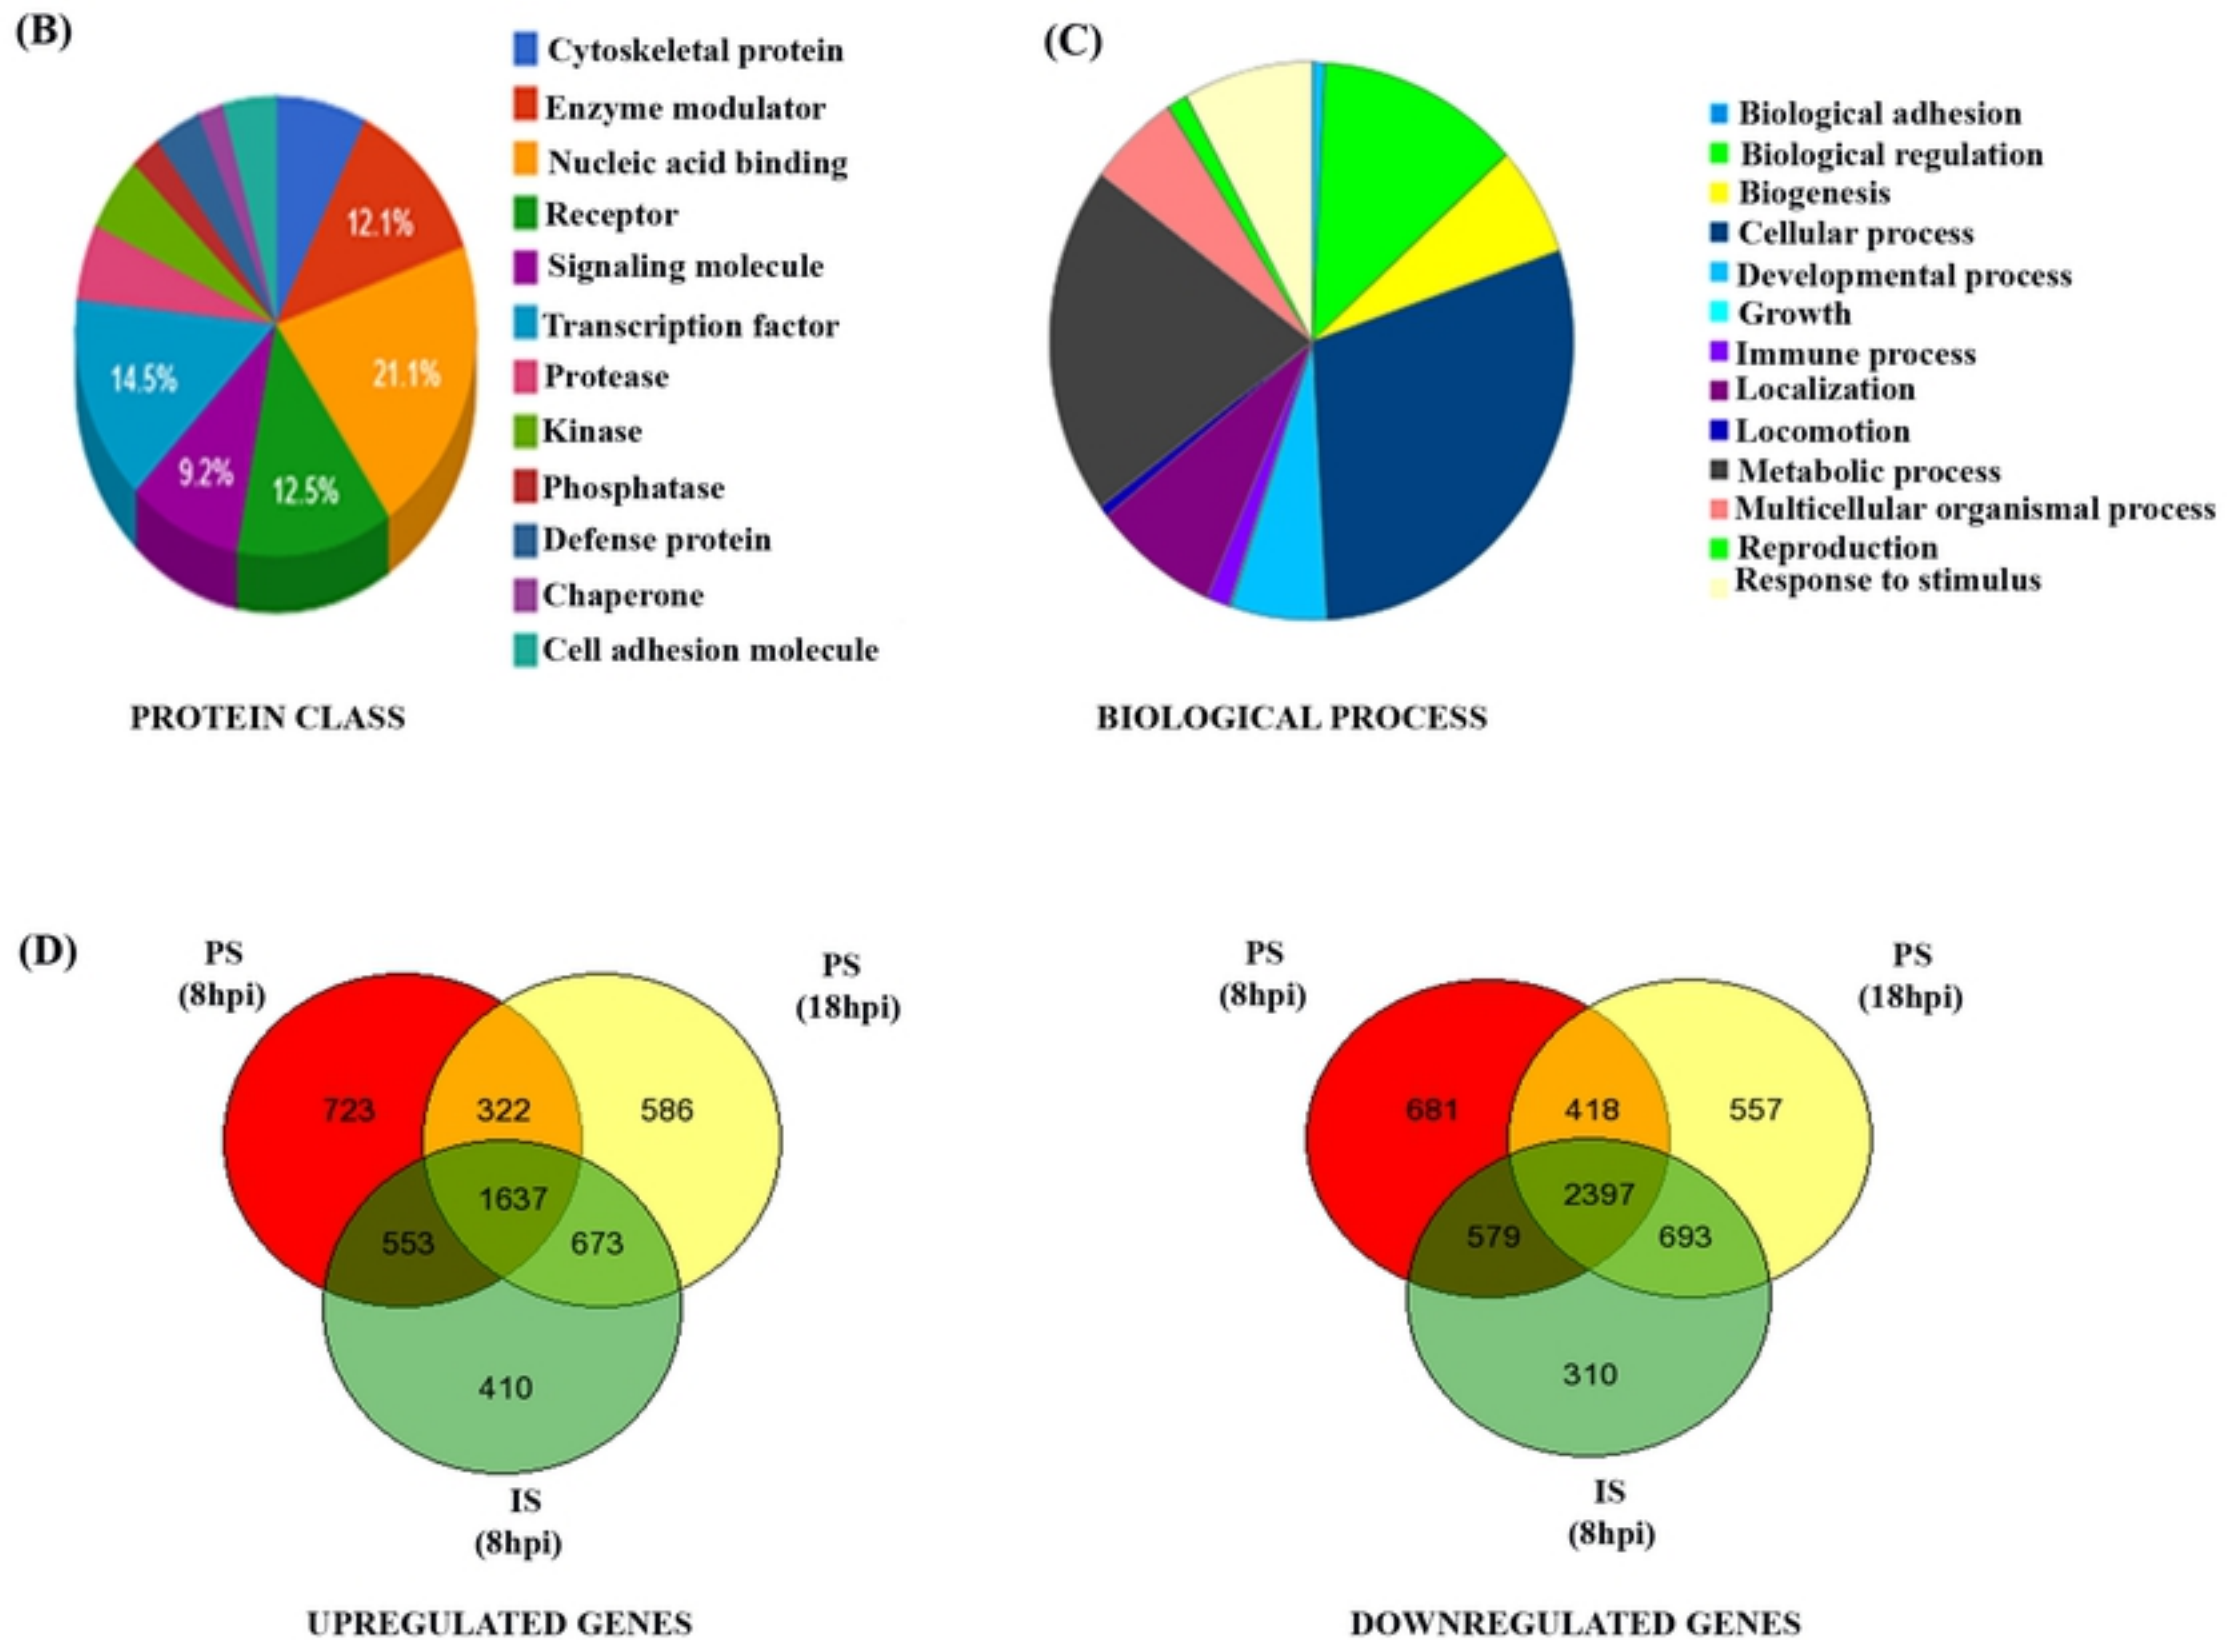 (B)
Cytoskeletal protein
Enzyme modulator
Nucleic acid binding
Receptor
Signaling molecule
Transcription factor
Protease
Kinase
Phosphatase
Defense protein
Chaperone
Cell adhesion molecule
12.1%
21.1%
12.5%
9.2%
14.5%
PROTEIN CLASS
(C)
Biological adhesion
Biological regulation
Biogenesis
Cellular process
Developmental process
Growth
Immune process
Localization
Locomotion
Metabolic process
Multicellular organismal process
Reproduction
Response to stimulus
BIOLOGICAL PROCESS
(D)
PS
(8hpi)
PS
(18hpi)
723
322
586
1637
553
673
410
IS
(8hpi)
UPREGULATED GENES
PS
(8hpi)
PS
(18hpi)
681
418
557
2397
579
693
310
IS
(8hpi)
DOWNREGULATED GENES